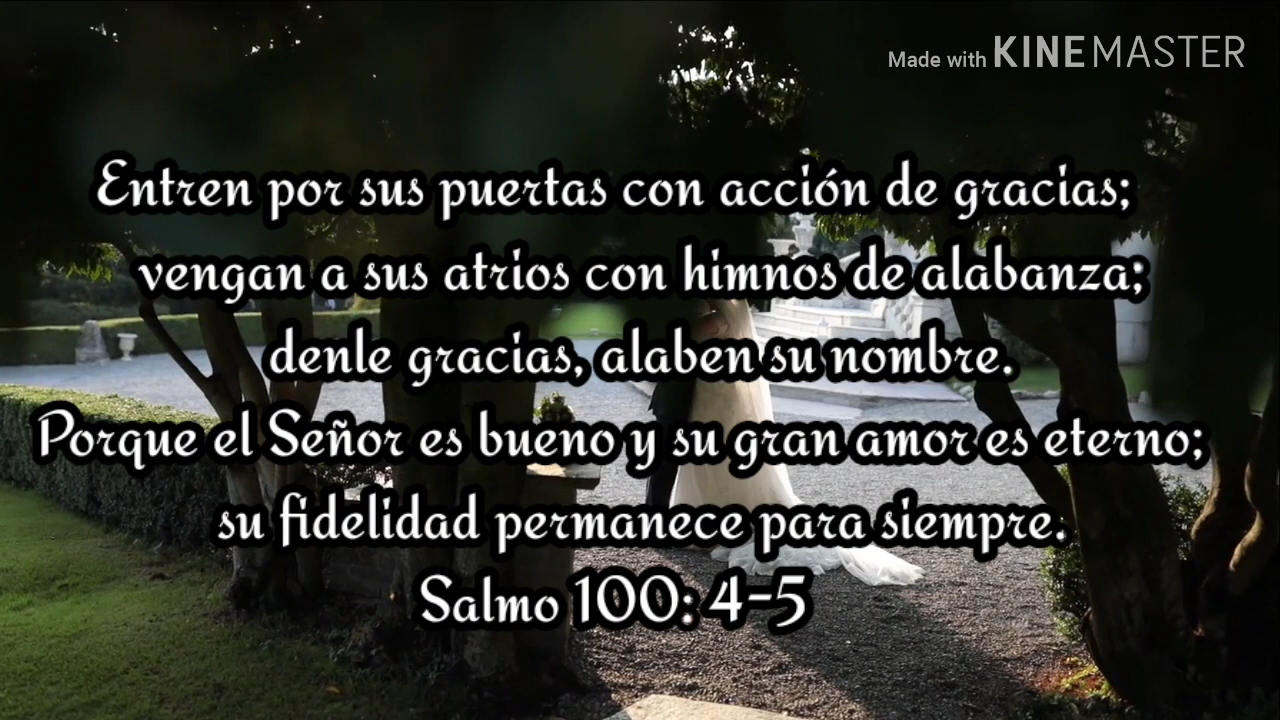 Made with KINEMASTER
Entren por sus puertas con acción de gracias;
vengan a sus atrios con himnos de alabanza;
denle gracias, alaben su nombre.
Porque el Señor es bueno y su gran amor es eterno;
su fidelidad permanece para siempre.
Salmo 100: 4-5